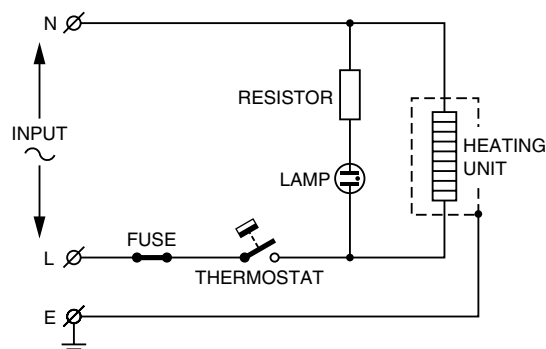 N
RESISTOR
INPUT
HEATING
UNIT
LAMP
FUSE
L
THERMOSTAT
E